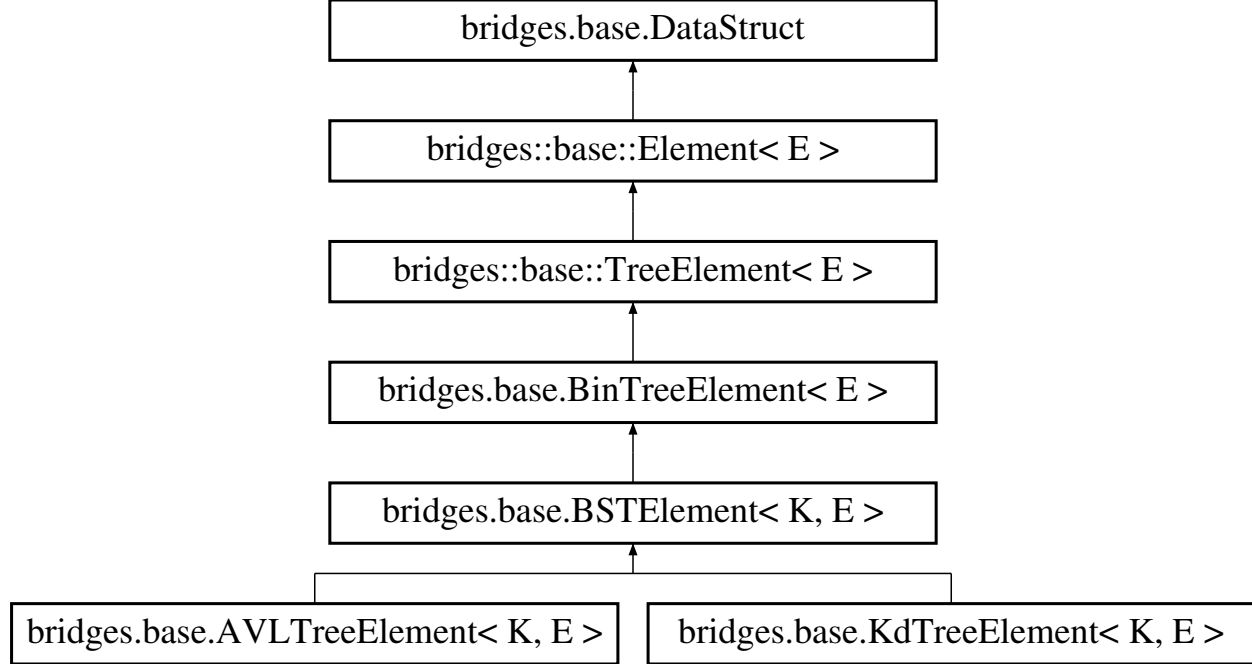 bridges.base.DataStruct
bridges::base::Element< E >
bridges::base::TreeElement< E >
bridges.base.BinTreeElement< E >
bridges.base.BSTElement< K, E >
bridges.base.AVLTreeElement< K, E >
bridges.base.KdTreeElement< K, E >